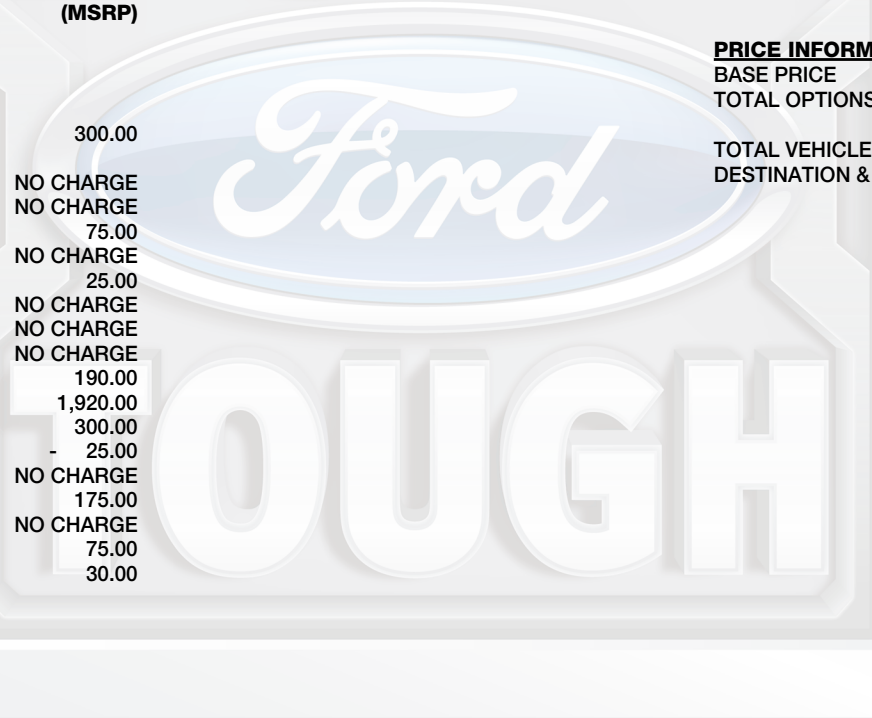 (MSRP)
300.00
NO CHARGE
NO CHARGE
75.00
NO CHARGE
25.00
NO CHARGE
NO CHARGE
NO CHARGE
190.00
1,920.00
300.00
- 25.00
NO CHARGE
175.00
NO CHARGE
75.00
30.00
PRICE INFORM
BASE PRICE
TOTAL OPTIONS
TOTAL VEHICLE
DESTINATION &
Ford
TOUGH